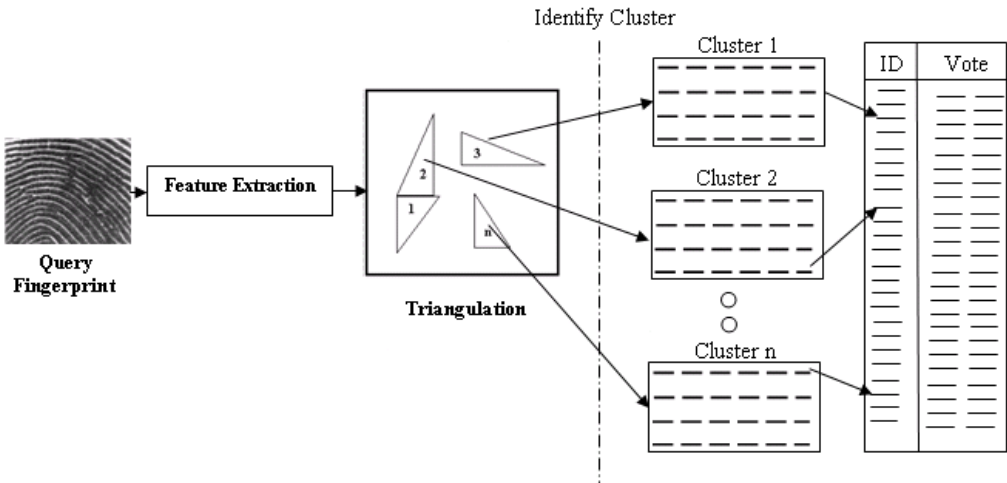 Identify Cluster
Query
Fingerprint
Feature Extraction
1
2
3
n
Triangulation
Cluster 1
Cluster 2
Cluster n
ID Vote